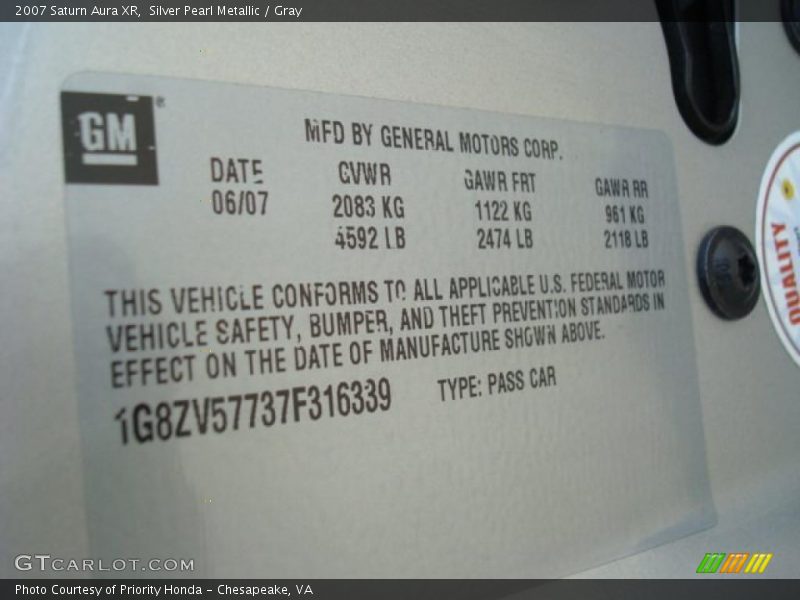 2007 Saturn Aura XR, Silver Pearl Metallic / Gray
GM ®
MFD BY GENERAL MOTORS CORP.
DATE GVWR GAWR FRT GAWR RR
06/07 2083 KG 1122 KG 961 KG
4592 LB 2474 LB 2118 LB
THIS VEHICLE CONFORMS TO ALL APPLICABLE U.S. FEDERAL MOTOR
VEHICLE SAFETY, BUMPER, AND THEFT PREVENTION STANDARDS IN
EFFECT ON THE DATE OF MANUFACTURE SHOWN ABOVE.
1G8ZV57737F316339 TYPE: PASS CAR
QUALITY
GTCARLOT.COM
Photo Courtesy of Priority Honda - Chesapeake, VA